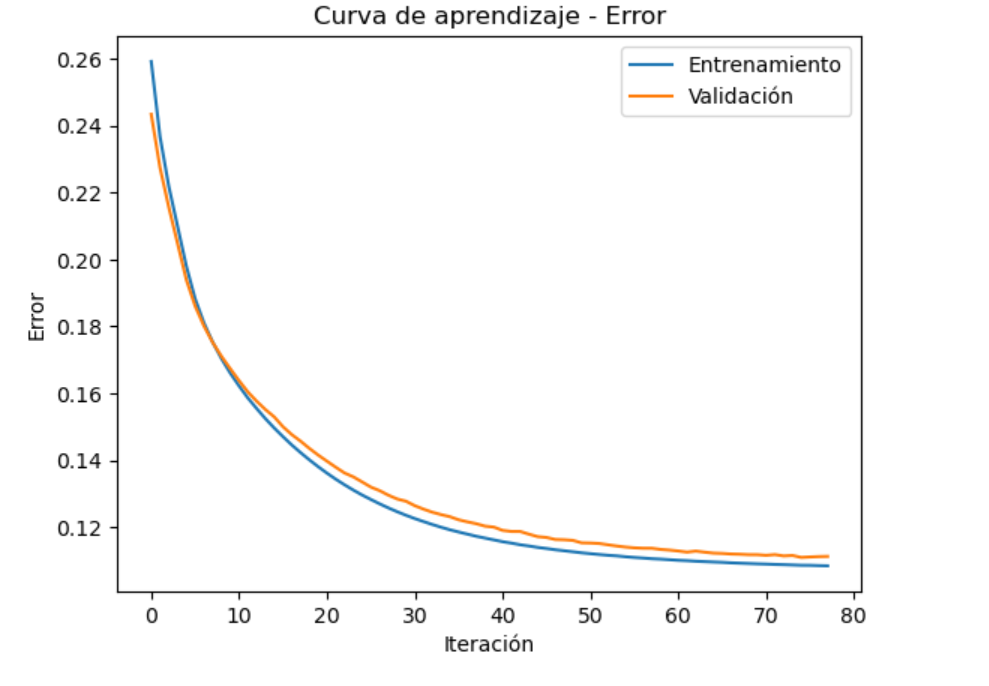 Curva de aprendizaje - Error
Entrenamiento
Validación
0.26
0.24
0.22
0.20
0.18
0.16
0.14
0.12
Error
0 10 20 30 40 50 60 70 80
Iteración